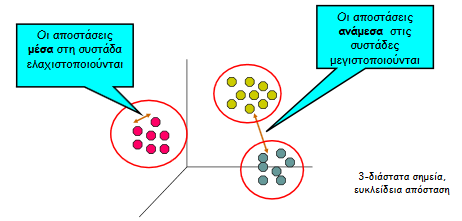 Οι αποστάσεις
μέσα στη συστάδα
ελαχιστοποιούνται
Οι αποστάσεις
ανάμεσα στις
συστάδες
μεγιστοποιούνται
3-διάστατα σημεία,
ευκλείδεια απόσταση